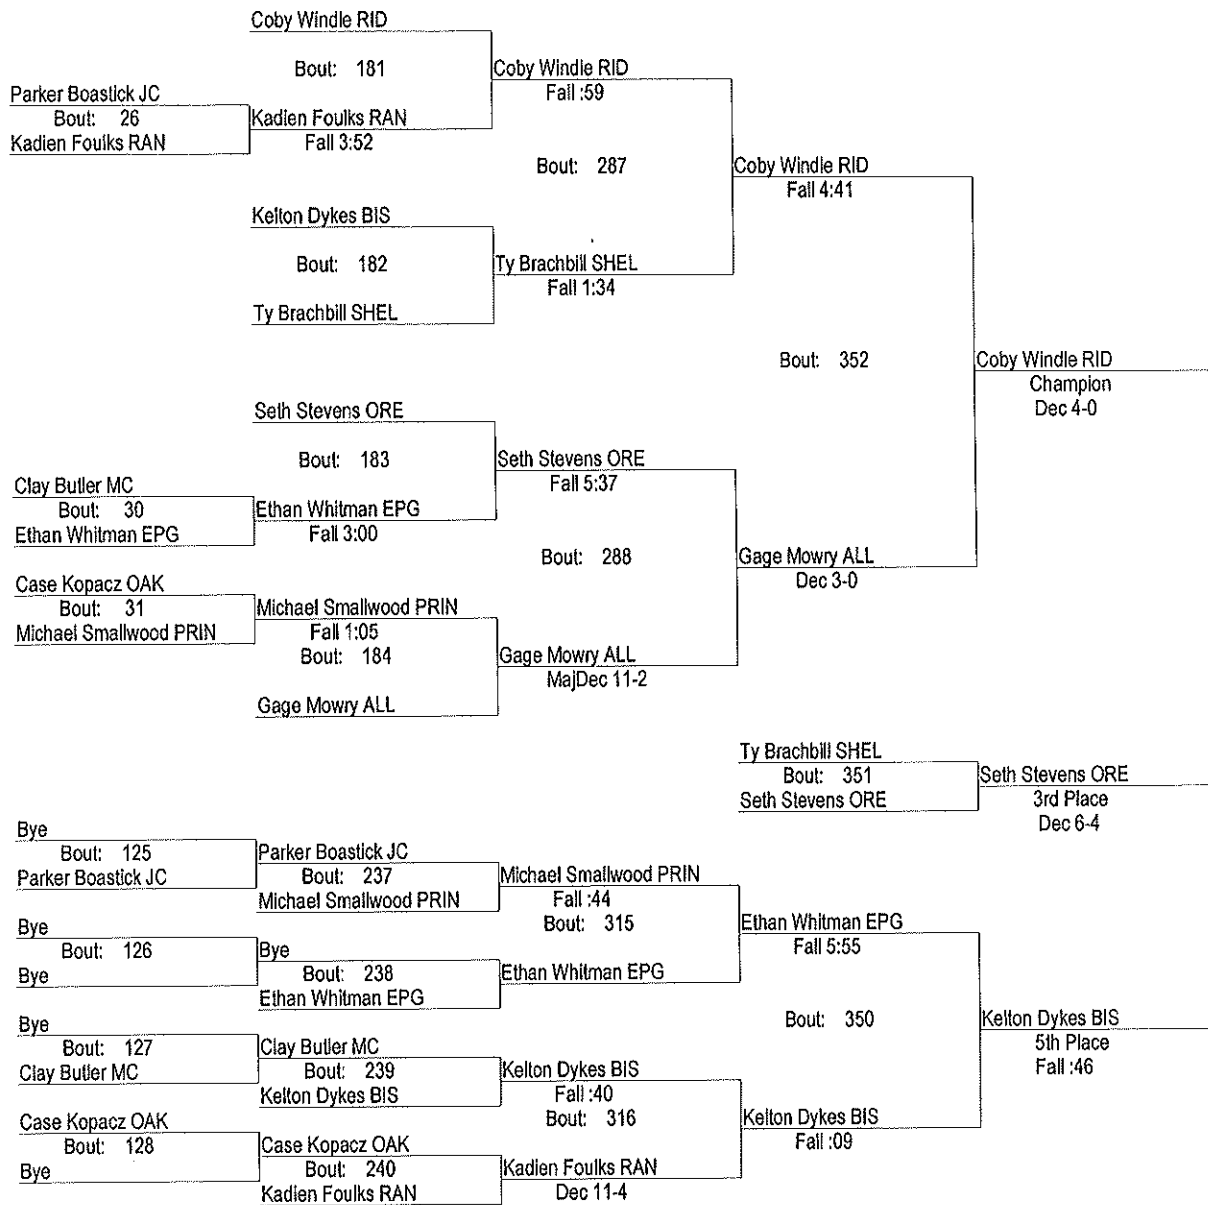 Coby Windle RID
Bout: 181
Coby Windle RID
Fall :59
Parker Boastick JC
Bout: 26
Kadien Foulks RAN
Kadien Foulks RAN
Fall 3:52
Bout: 287
Coby Windle RID
Fall 4:41
Kelton Dykes BIS
Bout: 182
Ty Brachbill SHEL
Fall 1:34
Ty Brachbill SHEL
Bout: 352
Coby Windle RID
Champion
Dec 4-0
Seth Stevens ORE
Bout: 183
Seth Stevens ORE
Fall 5:37
Clay Butler MC
Bout: 30
Ethan Whitman EPG
Ethan Whitman EPG
Fall 3:00
Bout: 288
Gage Mowry ALL
Dec 3-0
Case Kopacz OAK
Bout: 31
Michael Smallwood PRIN
Michael Smallwood PRIN
Fall 1:05
Bout: 184
Gage Mowry ALL
MajDec 11-2
Gage Mowry ALL
Ty Brachbill SHEL
Bout: 351
Seth Stevens ORE
Seth Stevens ORE
3rd Place
Dec 6-4
Bye
Bout: 125
Parker Boastick JC
Parker Boastick JC
Bout: 237
Michael Smallwood PRIN
Michael Smallwood PRIN
Fall :44
Bout: 315
Ethan Whitman EPG
Fall 5:55
Bye
Bout: 126
Bye
Bye
Bout: 238
Ethan Whitman EPG
Ethan Whitman EPG
Bout: 350
Kelton Dykes BIS
5th Place
Fall :46
Bye
Bout: 127
Clay Butler MC
Clay Butler MC
Bout: 239
Kelton Dykes BIS
Kelton Dykes BIS
Fall :40
Bout: 316
Kelton Dykes BIS
Fall :09
Case Kopacz OAK
Bout: 128
Bye
Case Kopacz OAK
Bout: 240
Kadien Foulks RAN
Kadien Foulks RAN
Dec 11-4